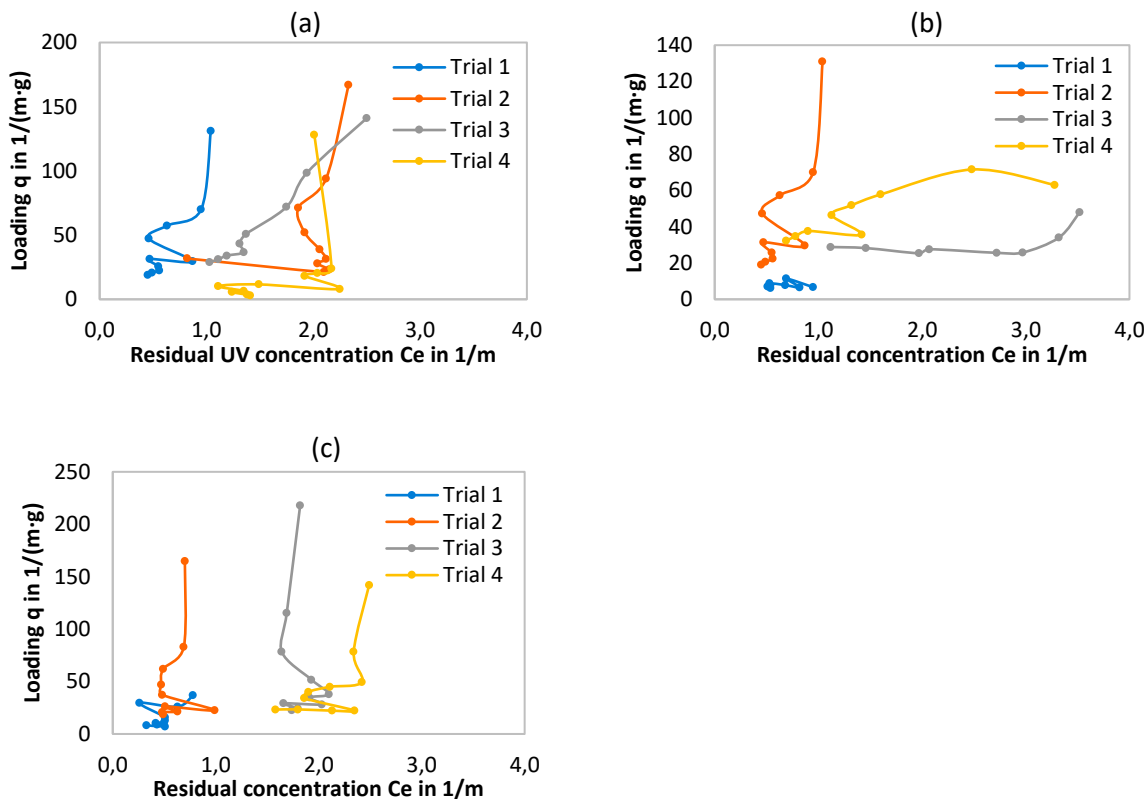 (a)
200
150
100
50
0
0,0 1,0 2,0 3,0 4,0
Loading q in 1/(m·g)
Residual UV concentration Ce in 1/m
Trial 1
Trial 2
Trial 3
Trial 4
(b)
140
120
100
80
60
40
20
0
0,0 1,0 2,0 3,0 4,0
Loading q in 1/(m·g)
Residual concentration Ce in 1/m
Trial 1
Trial 2
Trial 3
Trial 4
(c)
250
200
150
100
50
0
0,0 1,0 2,0 3,0 4,0
Loading q in 1/(m·g)
Residual concentration Ce in 1/m
Trial 1
Trial 2
Trial 3
Trial 4